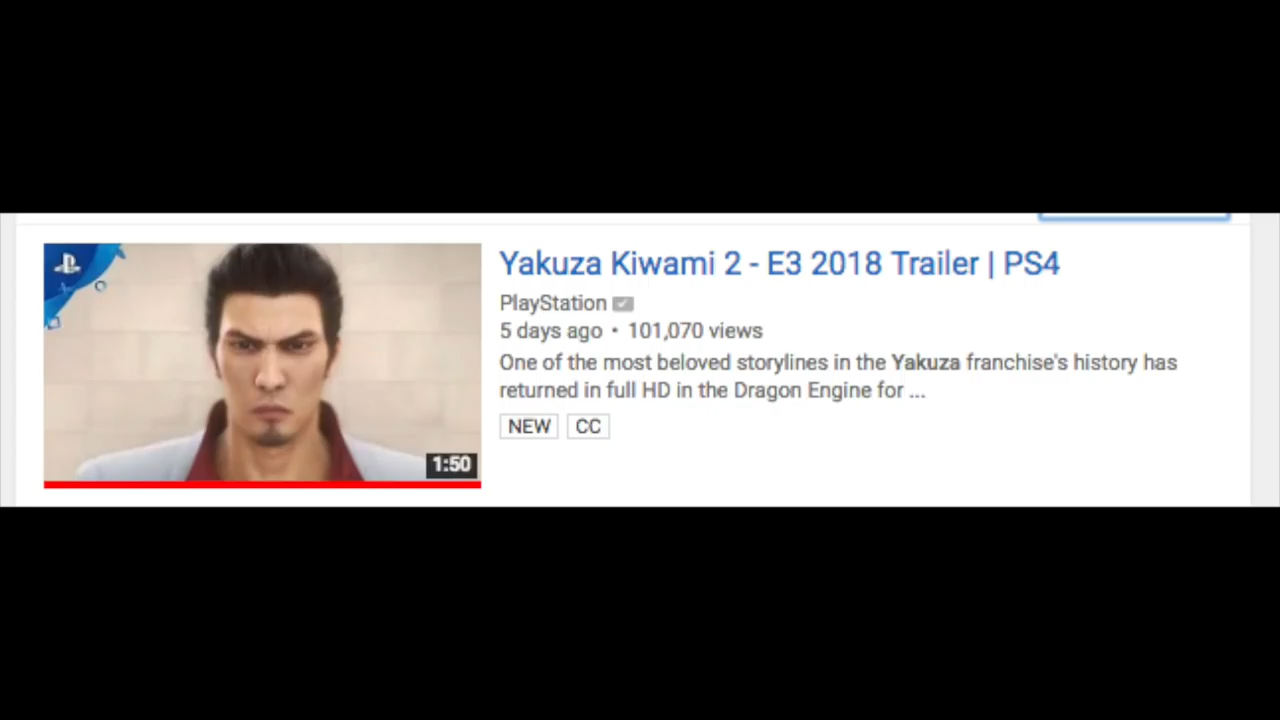 Yakuza Kiwami 2 - E3 2018 Trailer | PS4
PlayStation
5 days ago • 101,070 views
One of the most beloved storylines in the Yakuza franchise's history has
returned in full HD in the Dragon Engine for ...
NEW CC
1:50